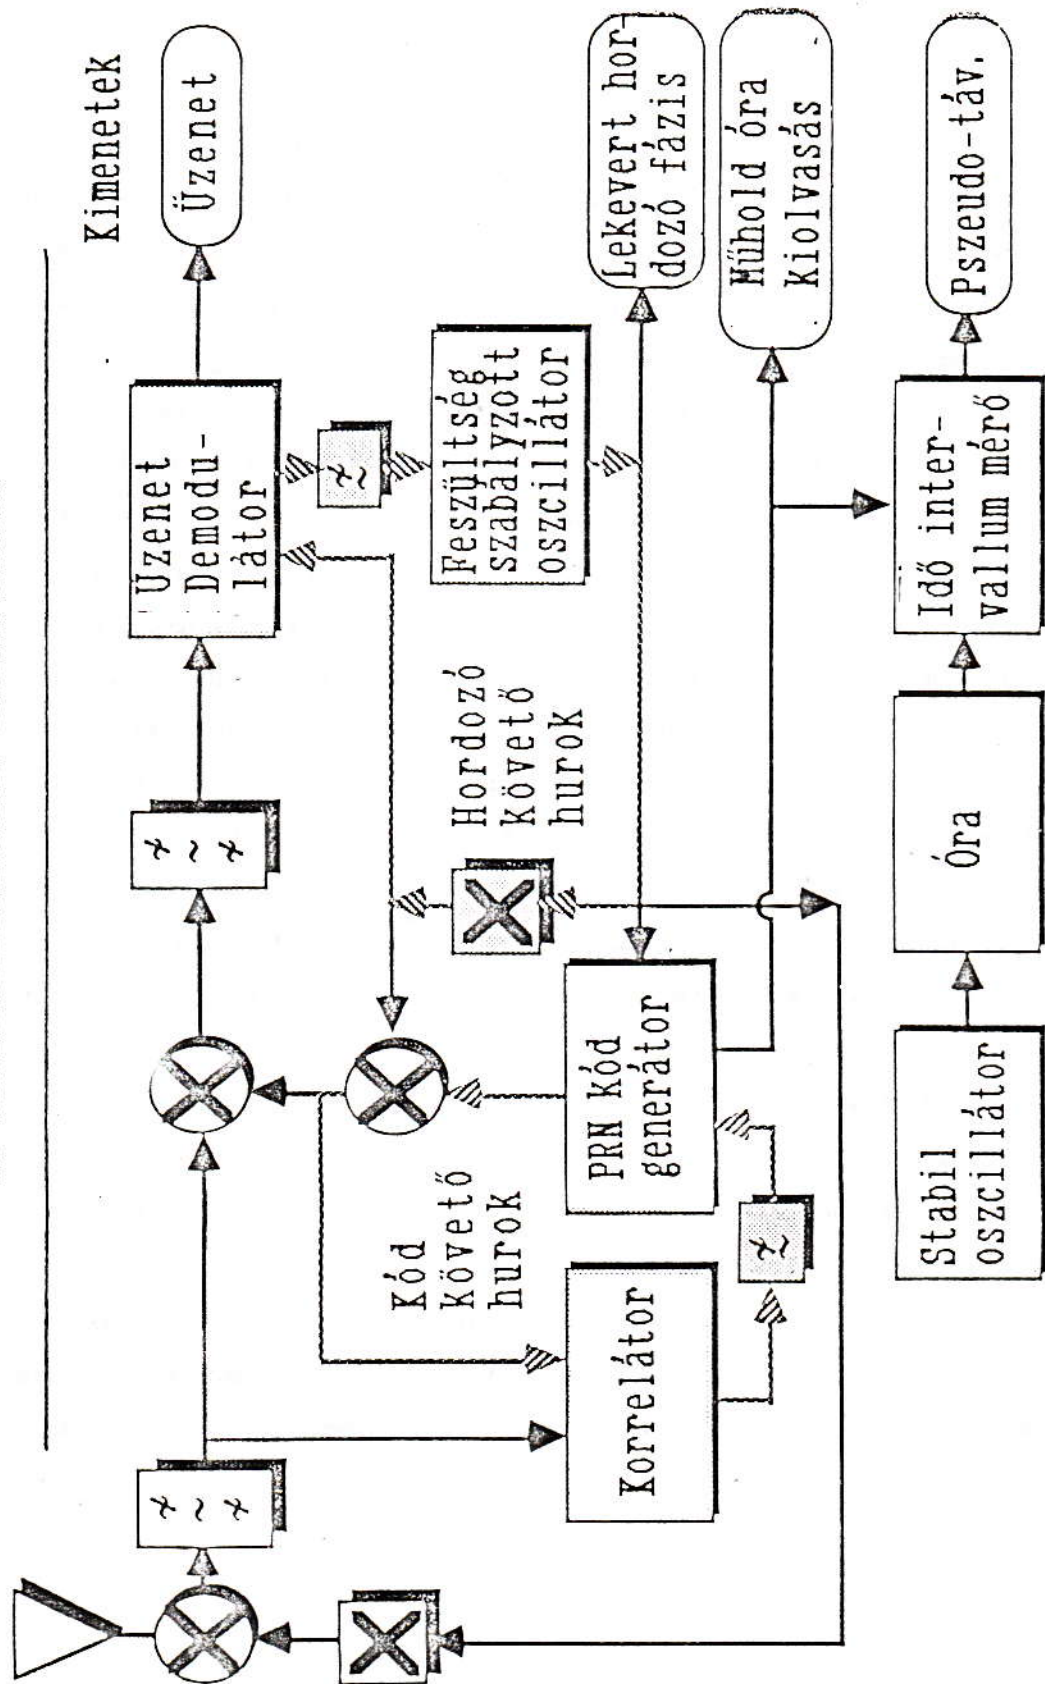 Kimenetek
Üzenet
Üzenet
Demodu-
látor
Feszültség
szabályzott
oszcillátor
Lekevert hor-
dozó fázis
Hordozó
követő
hurok
Kód
követő
hurok
PRN Kód
generátor
Korrelátor
Műhold óra
kiolvasás
Stabil
oszcillátor
Óra
Idő inter-
vallum mérő
Pszeudo-táv.